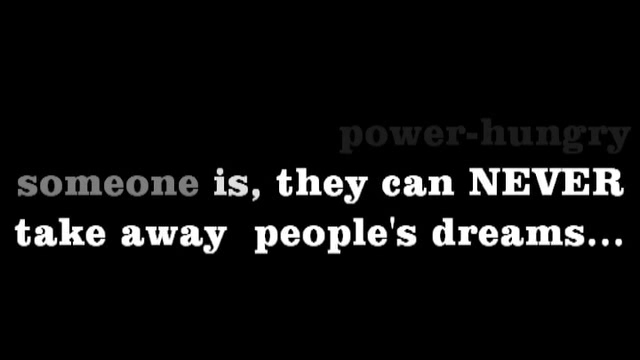 power-hungry
someone is, they can NEVER
take away people's dreams...